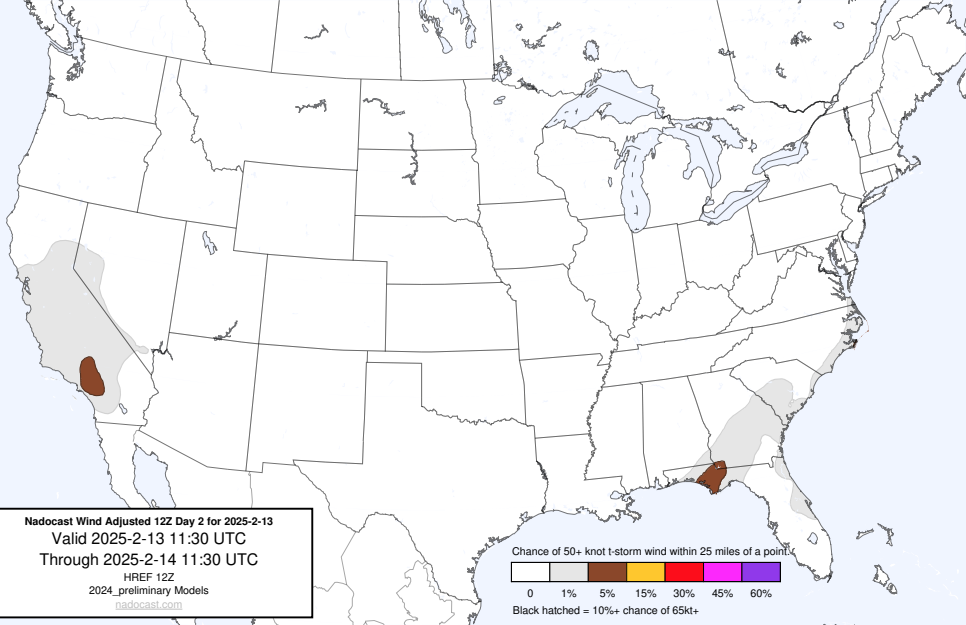 Nadocast Wind Adjusted 12Z Day 2 for 2025-2-13
Valid 2025-2-13 11:30 UTC
Through 2025-2-14 11:30 UTC
HREF 12Z
2024_preliminary Models
nadocast.com
Chance of 50+ knot t-storm wind within 25 miles of a point.
0 1% 5% 15% 30% 45% 60%
Black hatched = 10%+ chance of 65kt+